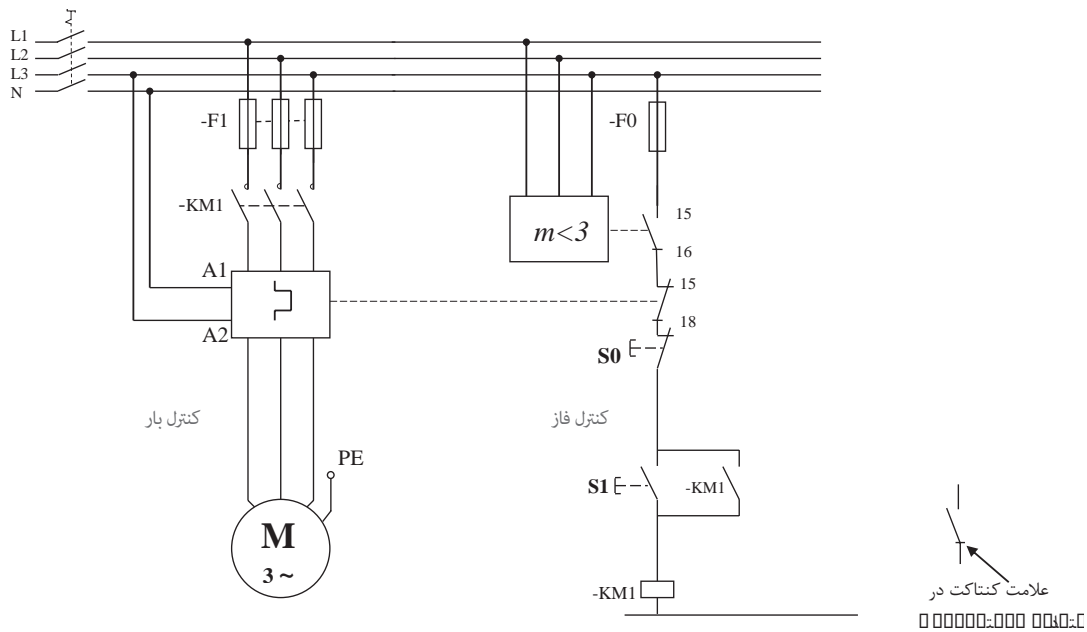 L1
L2
L3
N
-F1
-F0
-KM1
m<3
15
16
A1
A2
15
18
S0
کنترل بار
کنترل فاز
PE
S1
-KM1
M
3 ~
-KM1
علامت کنتاکت در